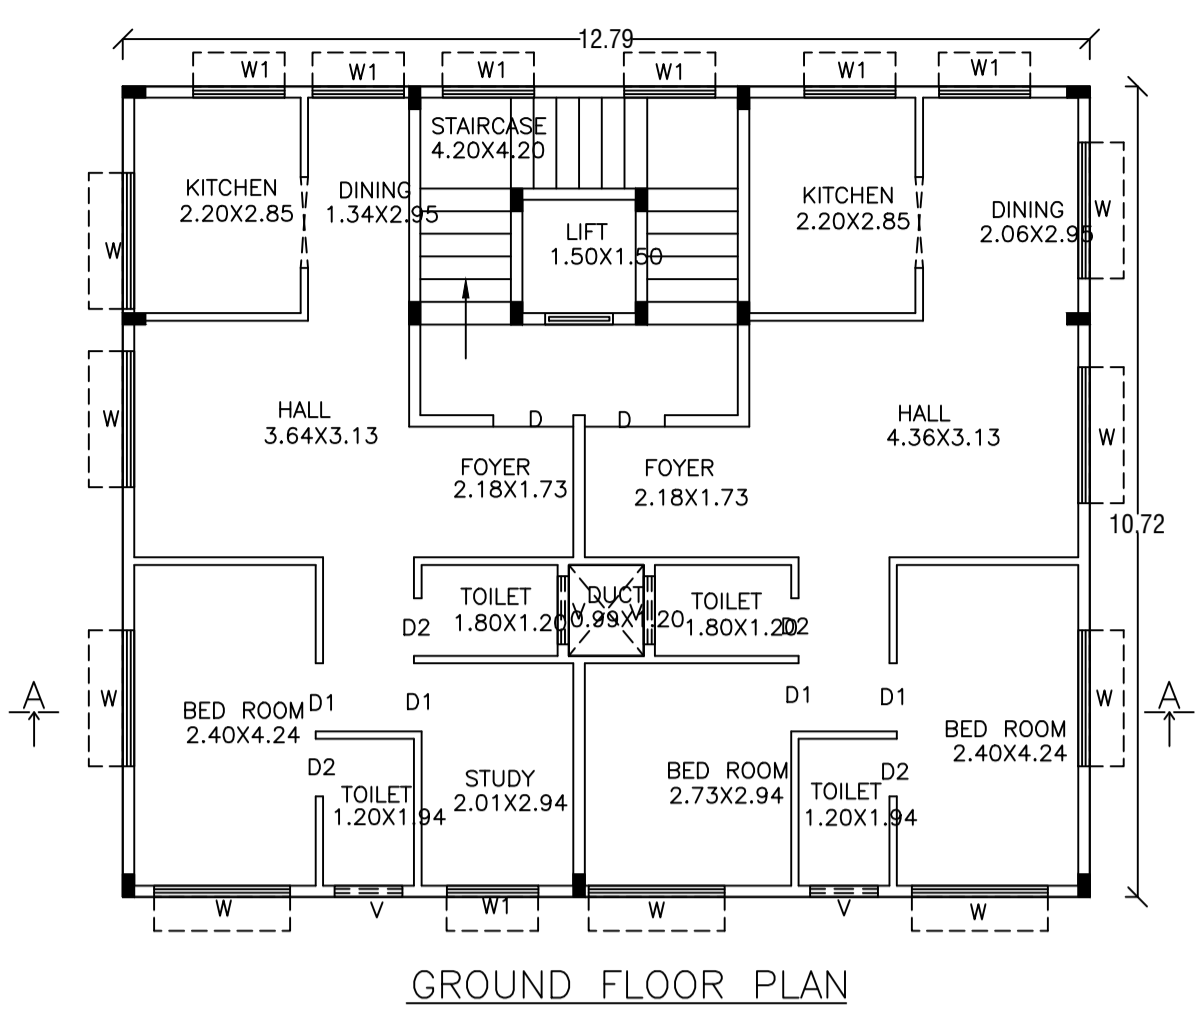 12.79
W1
W1
W1
W1
W1
W1
STAIRCASE
4.20X4.20
KITCHEN
2.20X2.85
DINING
1.34X2.95
LIFT
1.50X1.50
KITCHEN
2.20X2.85
DINING
2.06X2.95
W
W
HALL
3.64X3.13
W
D
D
HALL
4.36X3.13
W
FOYER
2.18X1.73
FOYER
2.18X1.73
10.72
TOILET
1.80X1.20
DUCT
0.99X1.20
V
V
TOILET
1.80X1.20
D2
D2
A
W
BED ROOM
2.40X4.24
D1
D1
D1
D1
BED ROOM
2.40X4.24
W
A
D2
TOILET
1.20X1.94
STUDY
2.01X2.94
BED ROOM
2.73X2.94
TOILET
1.20X1.94
D2
W
V
W1
W
V
W
GROUND FLOOR PLAN